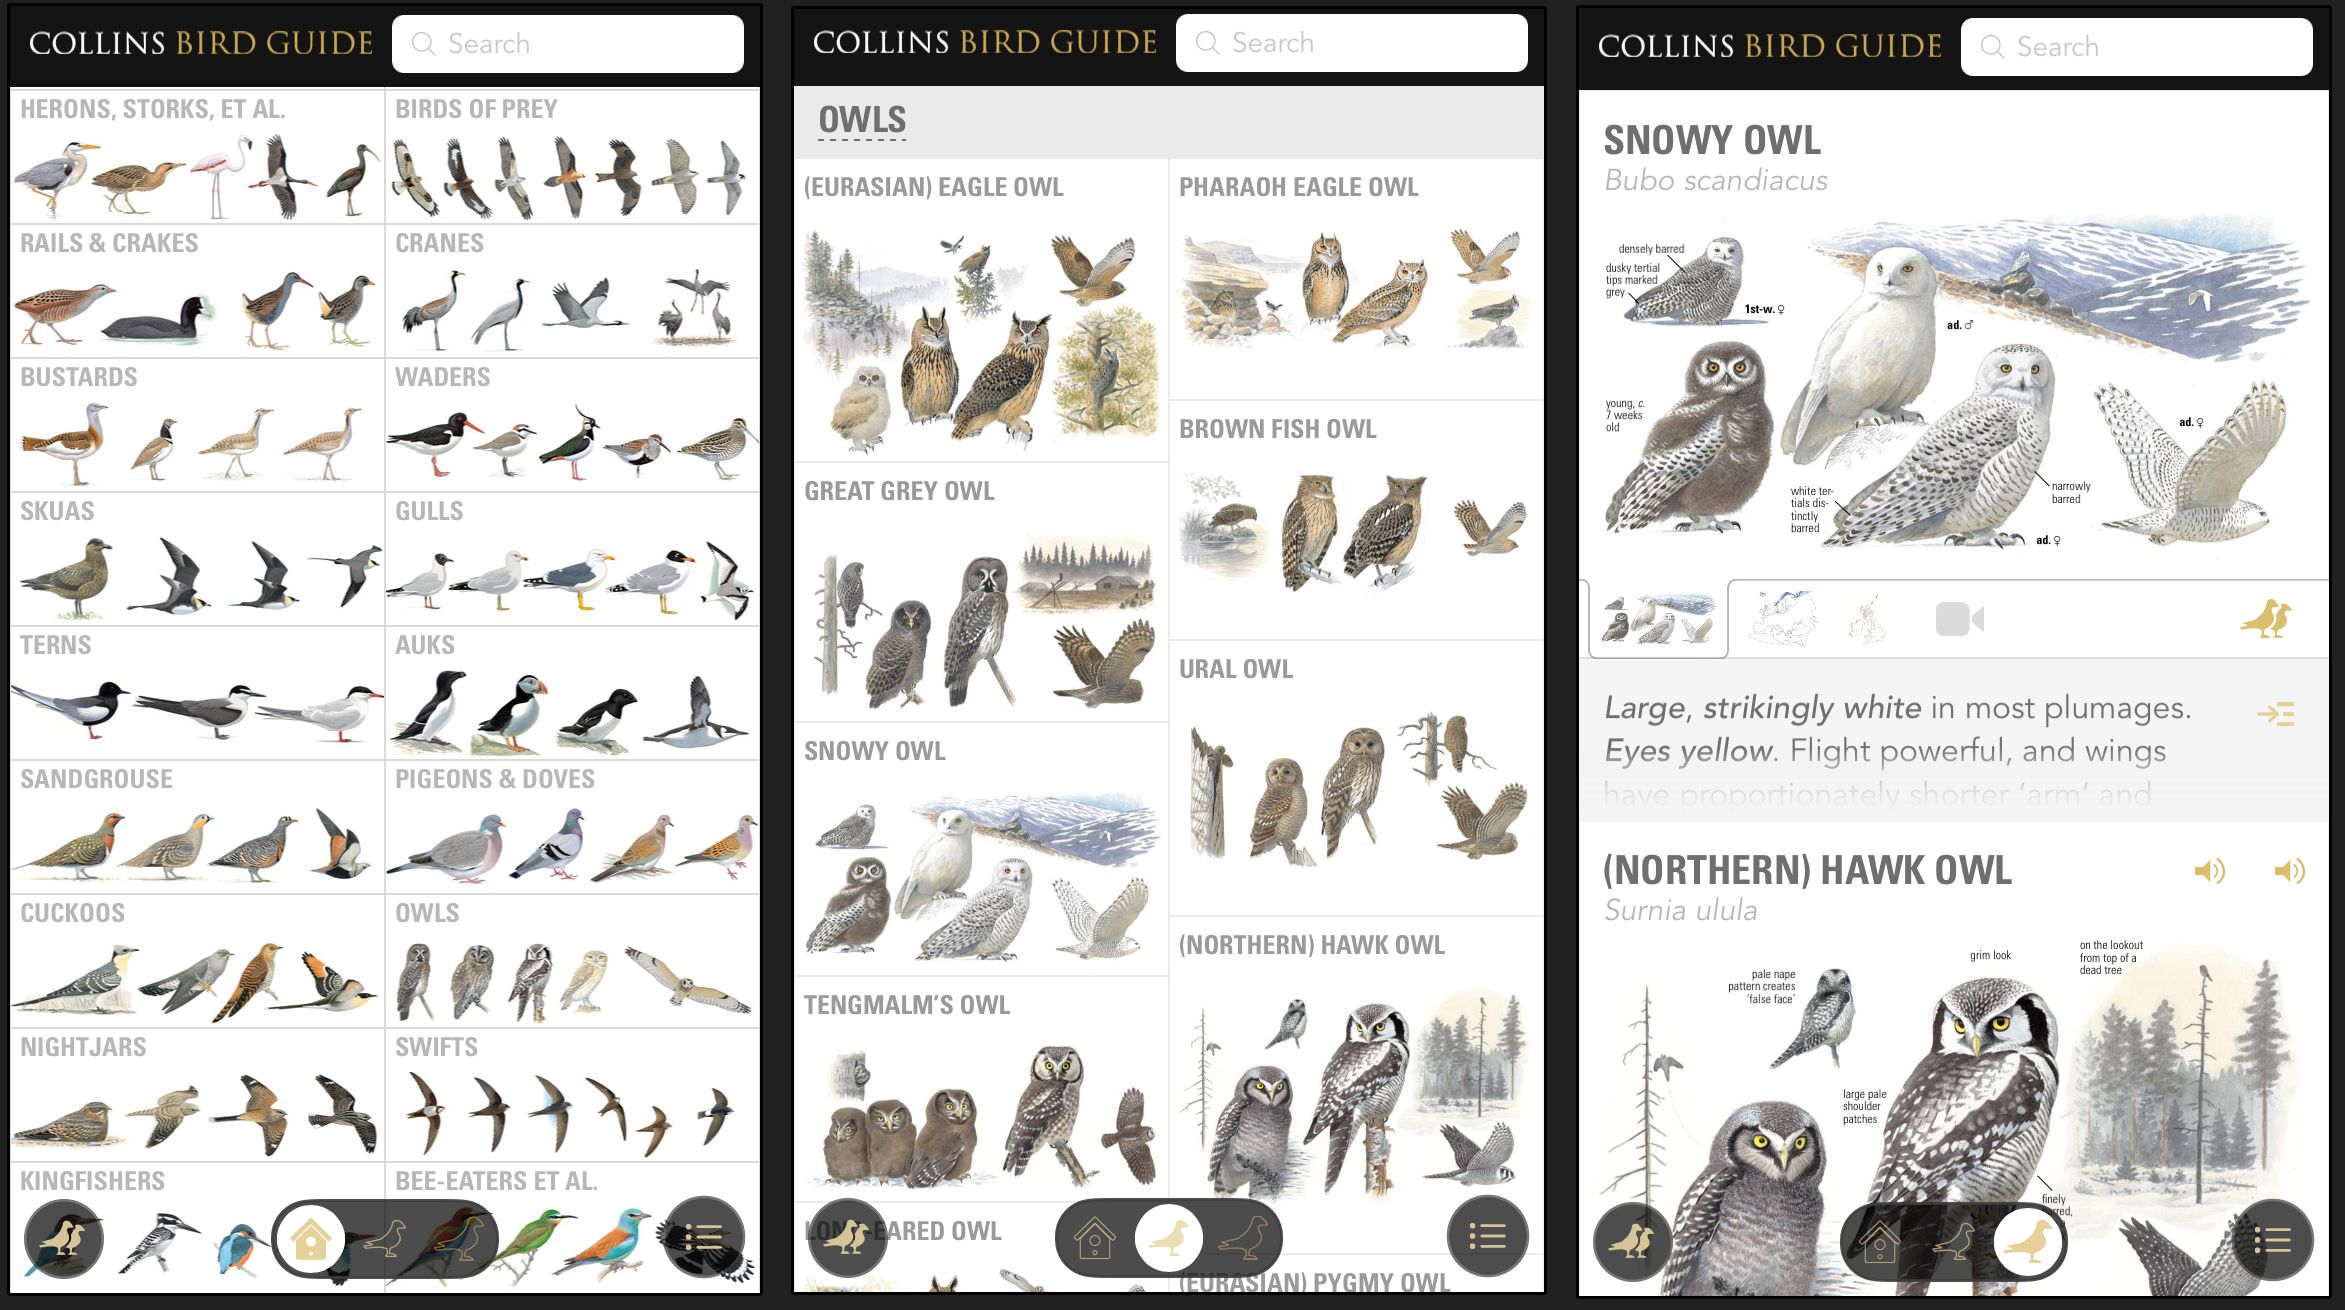 COLLINS BIRD GUIDE
Search
HERONS, STORKS, ET AL.
BIRDS OF PREY
RAILS & CRAKES
CRANES
BUSTARDS
WADERS
SKUAS
GULLS
TERNS
AUKS
SANDGROUSE
PIGEONS & DOVES
CUCKOOS
OWLS
NIGHTJARS
SWIFTS
KINGFISHERS
BEE-EATERS ET AL.
COLLINS BIRD GUIDE
Search
OWLS
(EURASIAN) EAGLE OWL
PHARAOH EAGLE OWL
BROWN FISH OWL
GREAT GREY OWL
URAL OWL
SNOWY OWL
(NORTHERN) HAWK OWL
TENGMALM'S OWL
LONG-EARED OWL
(EURASIAN) PYGMY OWL
COLLINS BIRD GUIDE
Search
SNOWY OWL
Bubo scandiacus
densely barred
dusky tertial
tips marked
grey
1st-w. ♀
ad. ♂
young, c.
7 weeks
old
ad. ♀
white ter-
tials dis-
tinctly
barred
narrowly
barred
ad. ♀
Large, strikingly white in most plumages.
Eyes yellow. Flight powerful, and wings
have proportionately shorter ‘arm’ and
(NORTHERN) HAWK OWL
Surnia ulula
pale nape
pattern creates
‘false face’
grim look
on the lookout
from top of a
dead tree
large pale
shoulder
patches
finely
barred,